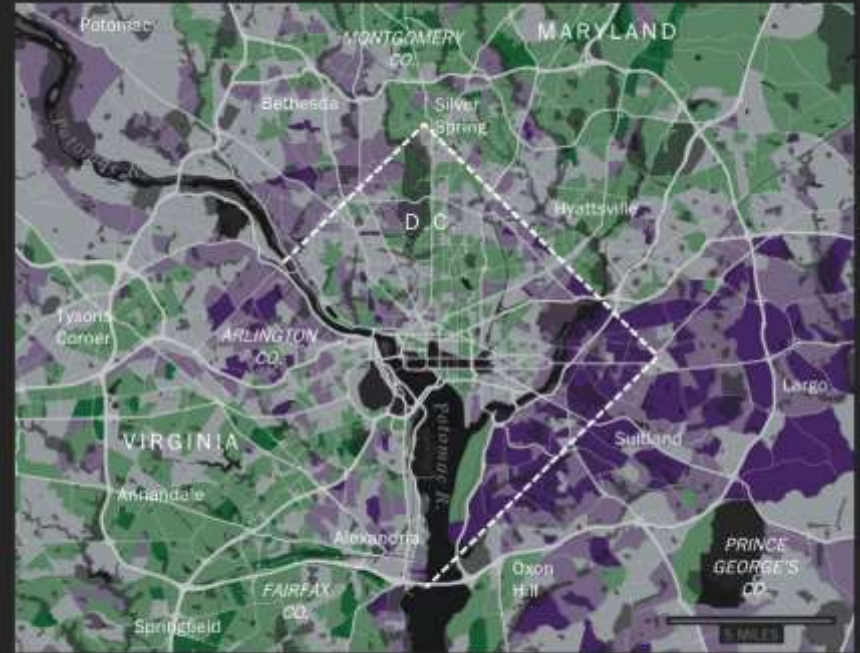 Potomac
MONTGOMERY
CO.
MARYLAND
Bethesda
Silver
Spring
Potomac R.
D C
Hyattsville
Tysons
Corner
ARLINGTON
CO.
Largo
VIRGINIA
Suitland
Potomac R.
Annandale
Alexandria
PRINCE
GEORGE'S
CO.
Oxon
Hill
FAIRFAX
CO.
Springfield
5 MILES